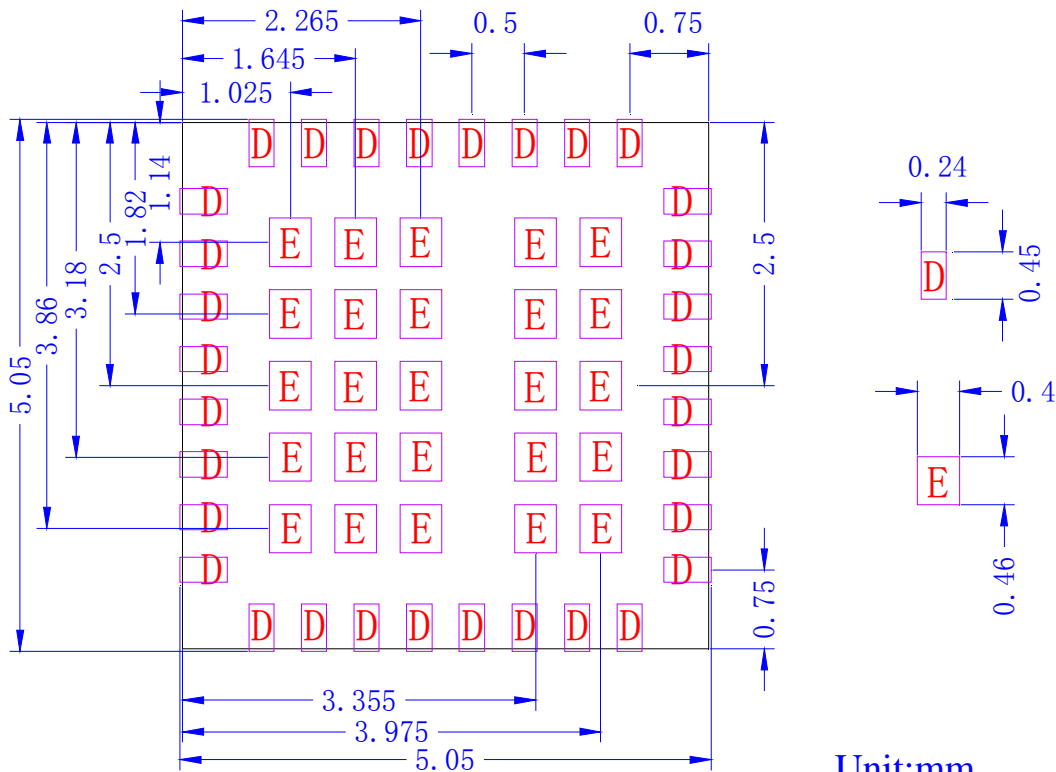 2.265 0.5 0.75
1.645
1.025
D D D D D D D D
1.14
0.24
D D
1.82
E E E E E
D D
2.5 2.5
D 0.45
3.18
D E E E E E D
3.86
D D
5.05
E E E E E
0.4
D D
D E E E E E D
E
D E E E E E D
0.46
D D
0.75
D D D D D D D D
3.355
3.975
5.05
Unit:mm